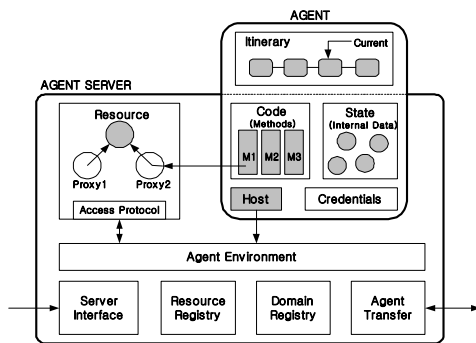 AGENT
Itinerary
Current
AGENT SERVER
Resource
Proxy1
Proxy2
Access Protocol
Code
(Methods)
M1 M2 M3
State
(Internal Data)
Host
Credentials
Agent Environment
Server
Interface
Resource
Registry
Domain
Registry
Agent
Transfer